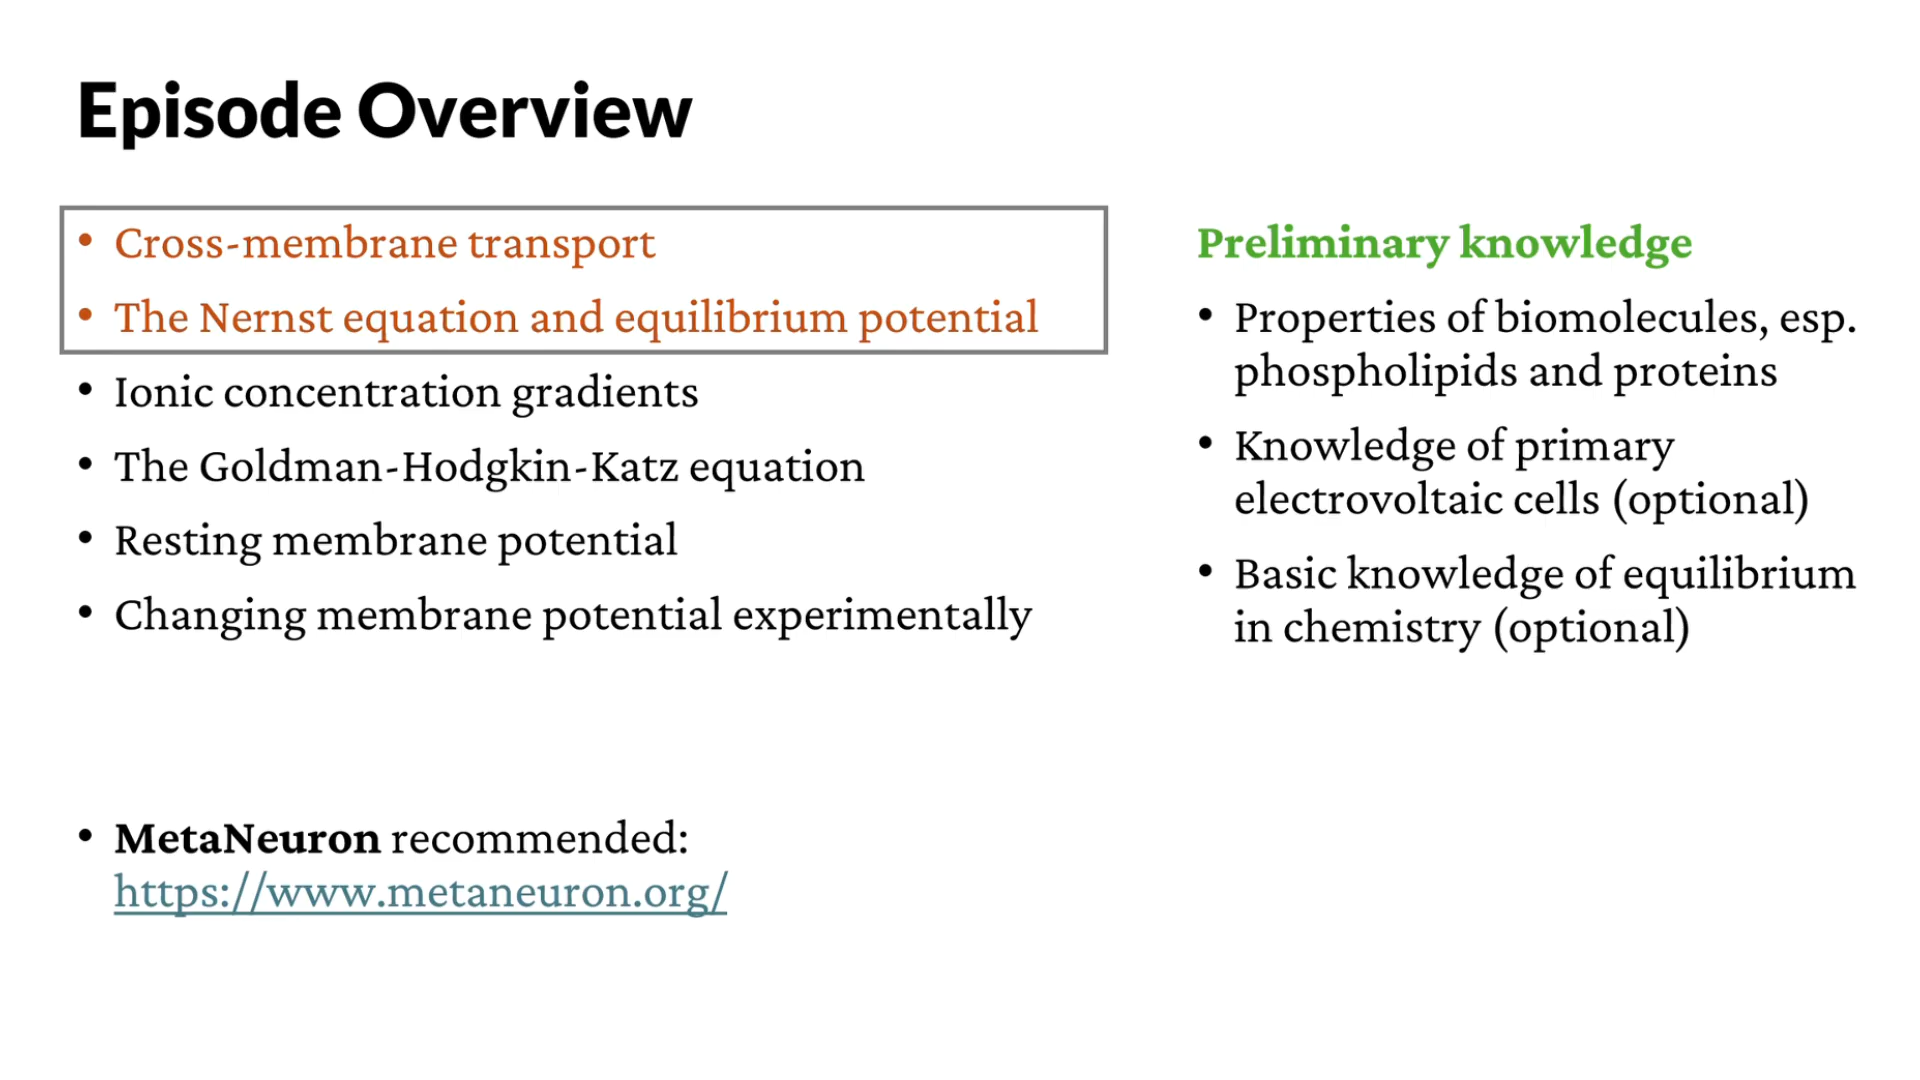 Episode Overview
• Cross-membrane transport
• The Nernst equation and equilibrium potential
• Ionic concentration gradients
• The Goldman-Hodgkin-Katz equation
• Resting membrane potential
• Changing membrane potential experimentally
• MetaNeuron recommended:
https://www.metaneuron.org/
Preliminary knowledge
• Properties of biomolecules, esp.
phospholipids and proteins
• Knowledge of primary
electrovoltaic cells (optional)
• Basic knowledge of equilibrium
in chemistry (optional)